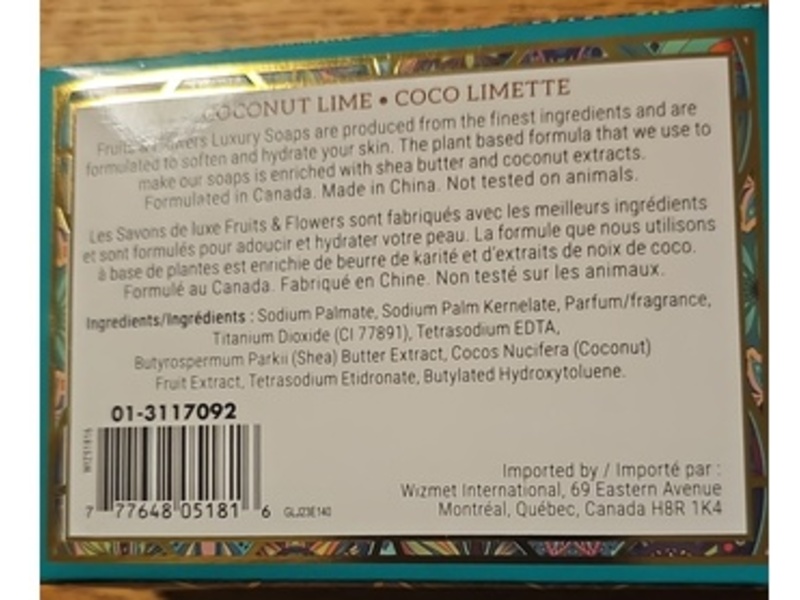 COCONUT LIME • COCO LIMETTE
Fruits & Flowers Luxury Soaps are produced from the finest ingredients and are
formulated to soften and hydrate your skin. The plant based formula that we use to
make our soaps is enriched with shea butter and coconut extracts.
Formulated in Canada. Made in China. Not tested on animals.
Les Savons de luxe Fruits & Flowers sont fabriqués avec les meilleurs ingrédients
et sont formulés pour adoucir et hydrater votre peau. La formule que nous utilisons
à base de plantes est enrichie de beurre de karité et d'extraits de noix de coco.
Formulé au Canada. Fabriqué en Chine. Non testé sur les animaux.
Ingredients/Ingrédients : Sodium Palmate, Sodium Palm Kernelate, Parfum/fragrance,
Titanium Dioxide (CI 77891), Tetrasodium EDTA,
Butyrospermum Parkii (Shea) Butter Extract, Cocos Nucifera (Coconut)
Fruit Extract, Tetrasodium Etidronate, Butylated Hydroxytoluene.
01-3117092
7 77648 05181 6 GLJ23E140
Imported by / Importé par :
Wizmet International, 69 Eastern Avenue
Montréal, Québec, Canada H8R 1K4